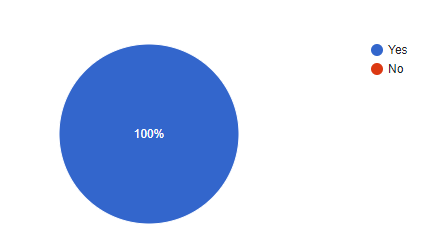 Yes
No
100%